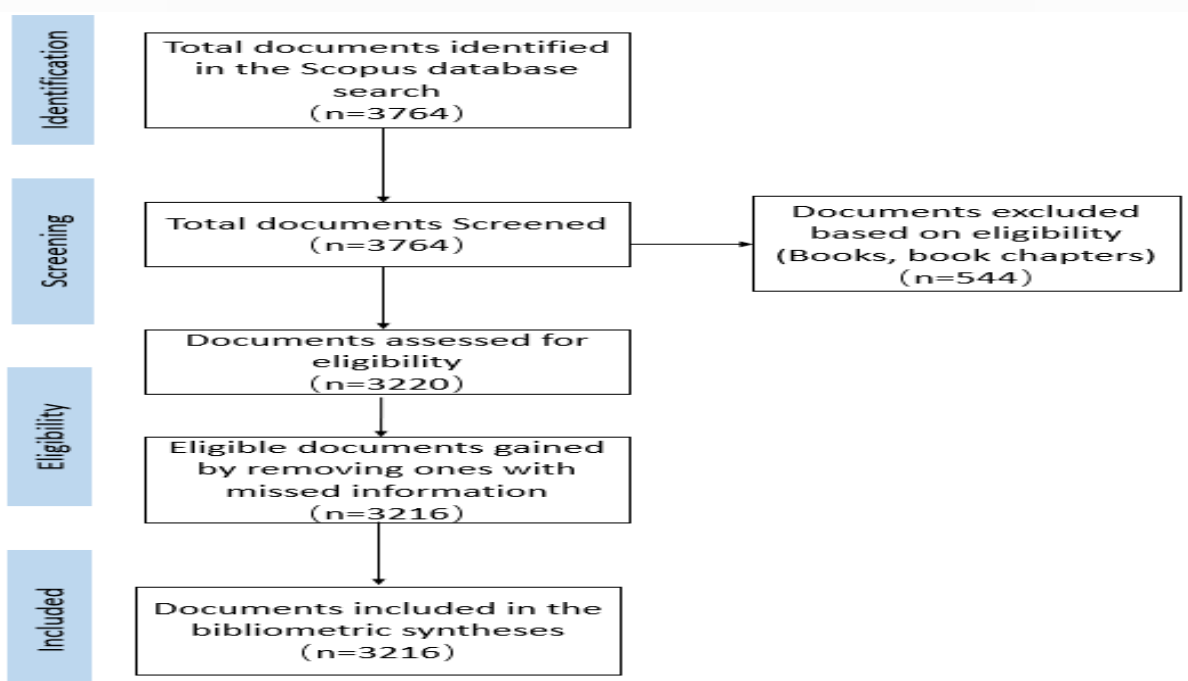 Identification
Total documents identified
in the Scopus database
search
(n=3764)
Screening
Total documents Screened
(n=3764)
Documents excluded
based on eligibility
(Books, book chapters)
(n=544)
Eligibility
Documents assessed for
eligibility
(n=3220)
Eligible documents gained
by removing ones with
missed information
(n=3216)
Included
Documents included in the
bibliometric syntheses
(n=3216)